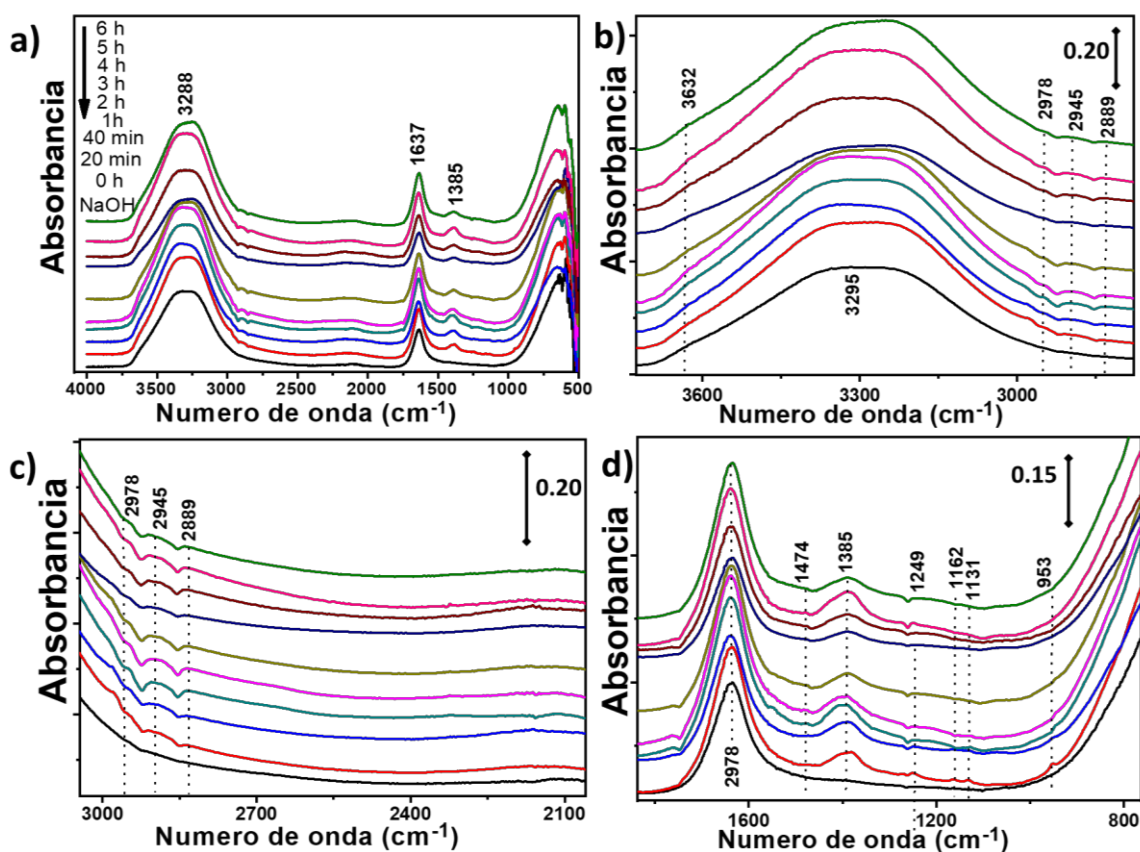 a)
6 h
5 h
4 h
3 h
2 h
1h
40 min
20 min
0 h
NaOH
3288
1637
1385
Absorbancia
4000 3500 3000 2500 2000 1500 1000 500
Numero de onda (cm-1)
b)
0.20
3632
2978
2945
2889
3295
Absorbancia
3600 3300 3000
Numero de onda (cm-1)
c)
2978
2945
2889
0.20
Absorbancia
3000 2700 2400 2100
Numero de onda (cm-1)
d)
0.15
1474
1385
1249
1162
1131
953
2978
Absorbancia
1600 1200 800
Numero de onda (cm-1)